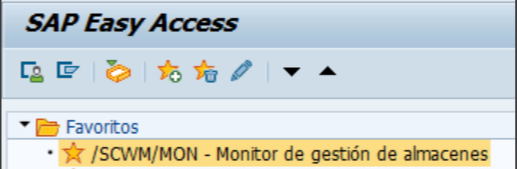 SAP Easy Access
Favoritos
/SCWM/MON - Monitor de gestión de almacenes